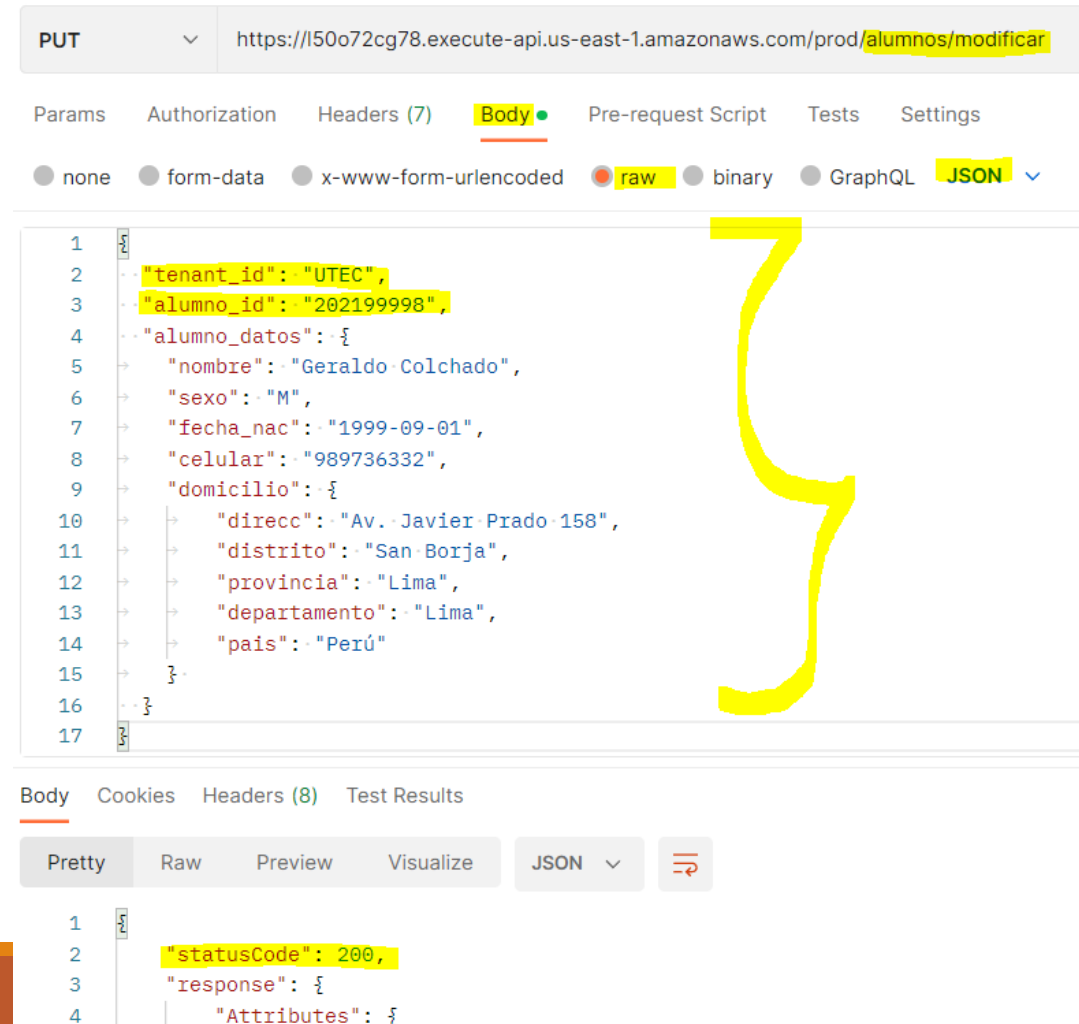 PUT https://l50o72cg78.execute-api.us-east-1.amazonaws.com/prod/alumnos/modificar
Params Authorization Headers (7) Body Pre-request Script Tests Settings
none form-data x-www-form-urlencoded raw binary GraphQL JSON
1 {
2 "tenant_id": "UTEC",
3 "alumno_id": "202199998",
4 "alumno_datos": {
5 "nombre": "Geraldo Colchado",
6 "sexo": "M",
7 "fecha_nac": "1999-09-01",
8 "celular": "989736332",
9 "domicilio": {
10 "direcc": "Av. Javier Prado 158",
11 "distrito": "San Borja",
12 "provincia": "Lima",
13 "departamento": "Lima",
14 "pais": "Perú"
15 }
16 }
17 }
Body Cookies Headers (8) Test Results
Pretty Raw Preview Visualize JSON
1 {
2 "statusCode": 200,
3 "response": {
4 "Attributes": {